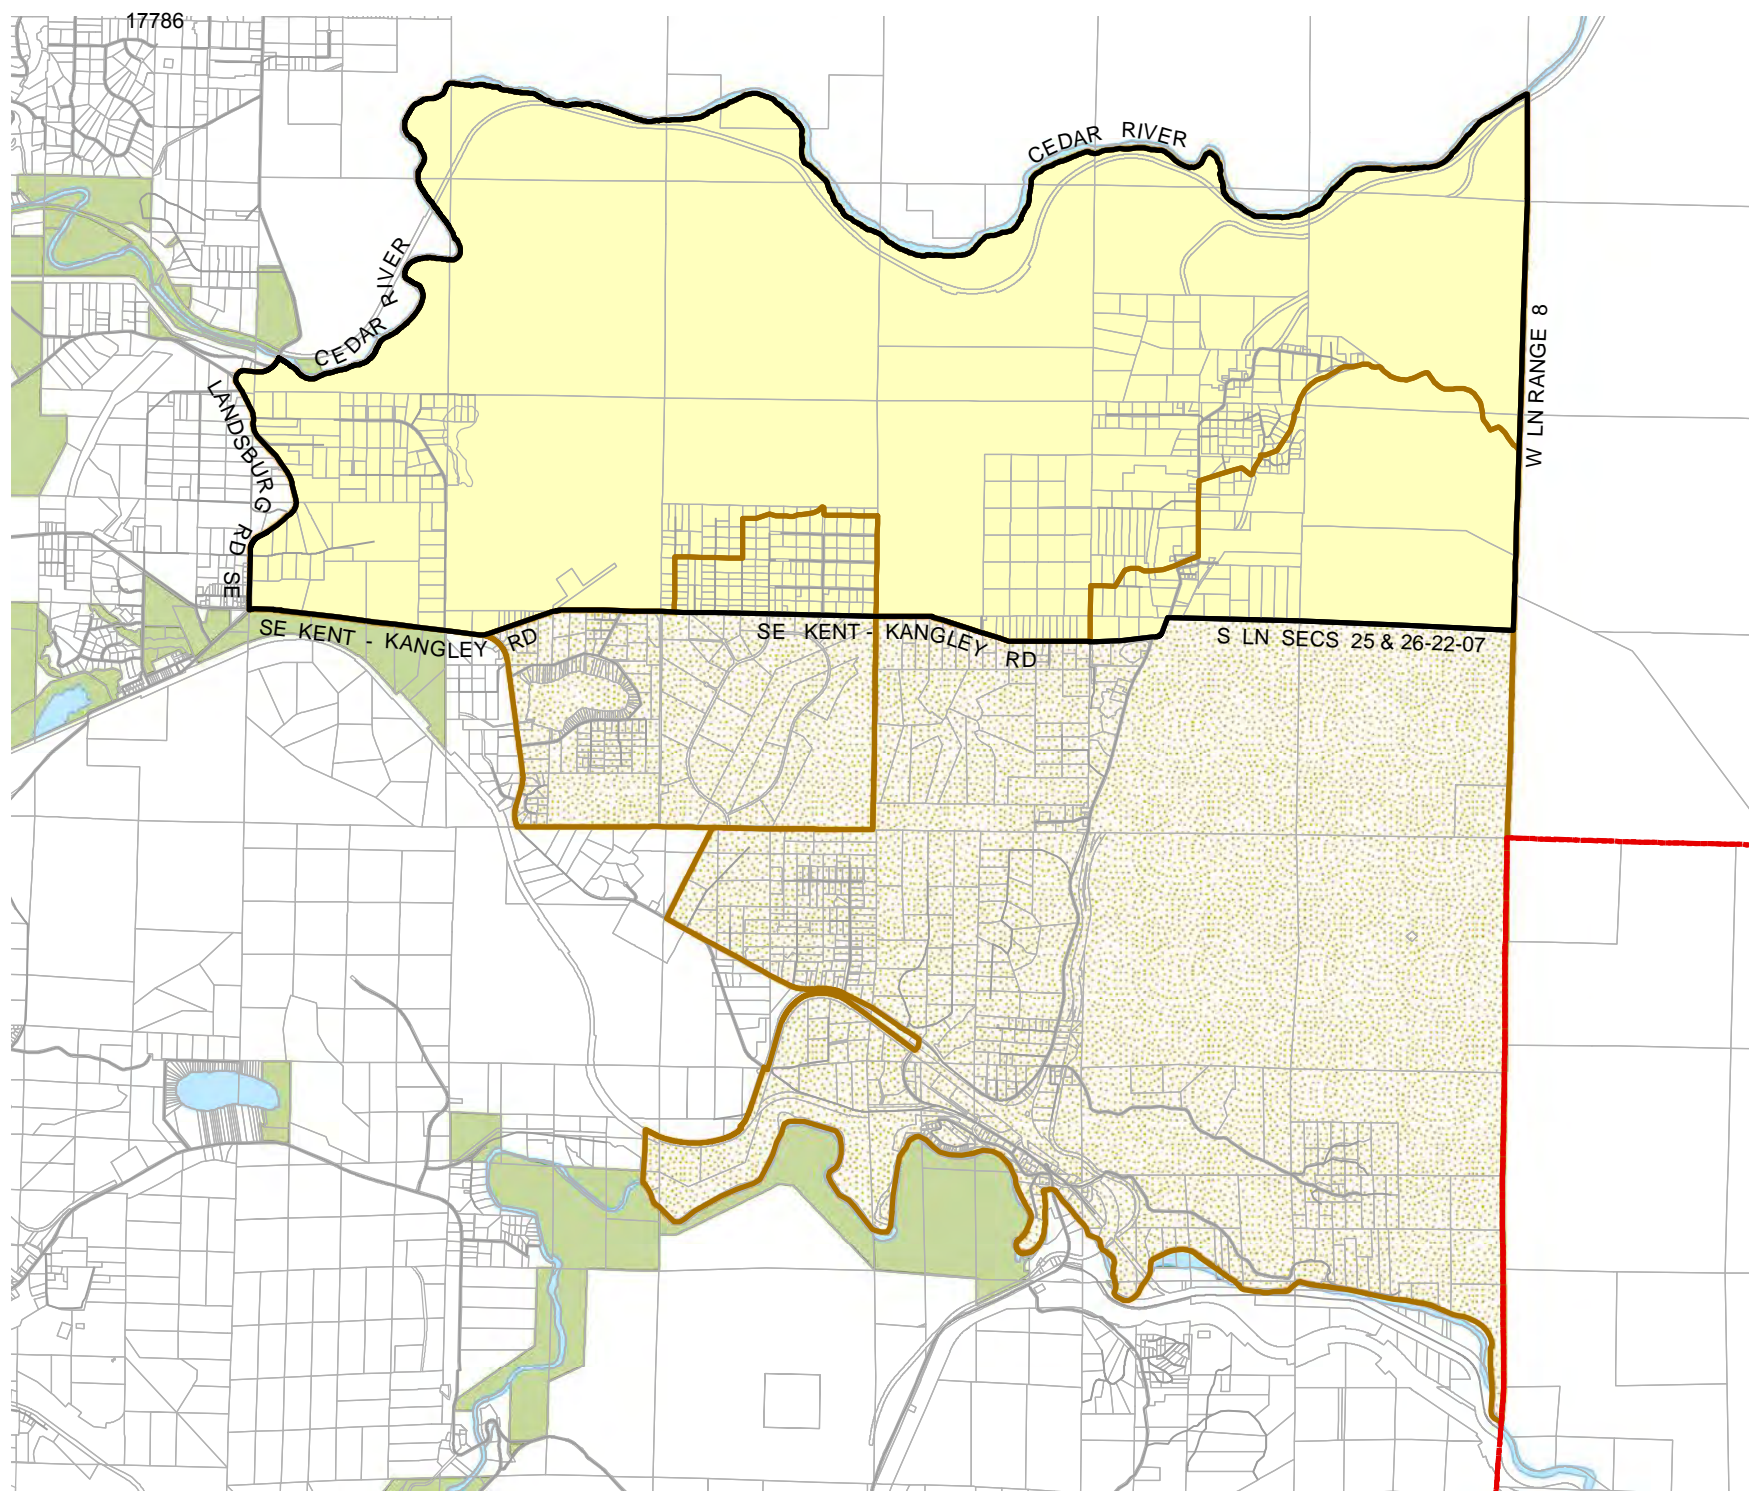 17786
CEDAR RIVER
CEDAR RIVER
W LN RANGE 8
LANDSBURG RD SE
SE KENT - KANGLEY RD
SE KENT - KANGLEY RD
S LN SECS 25 & 26-22-07